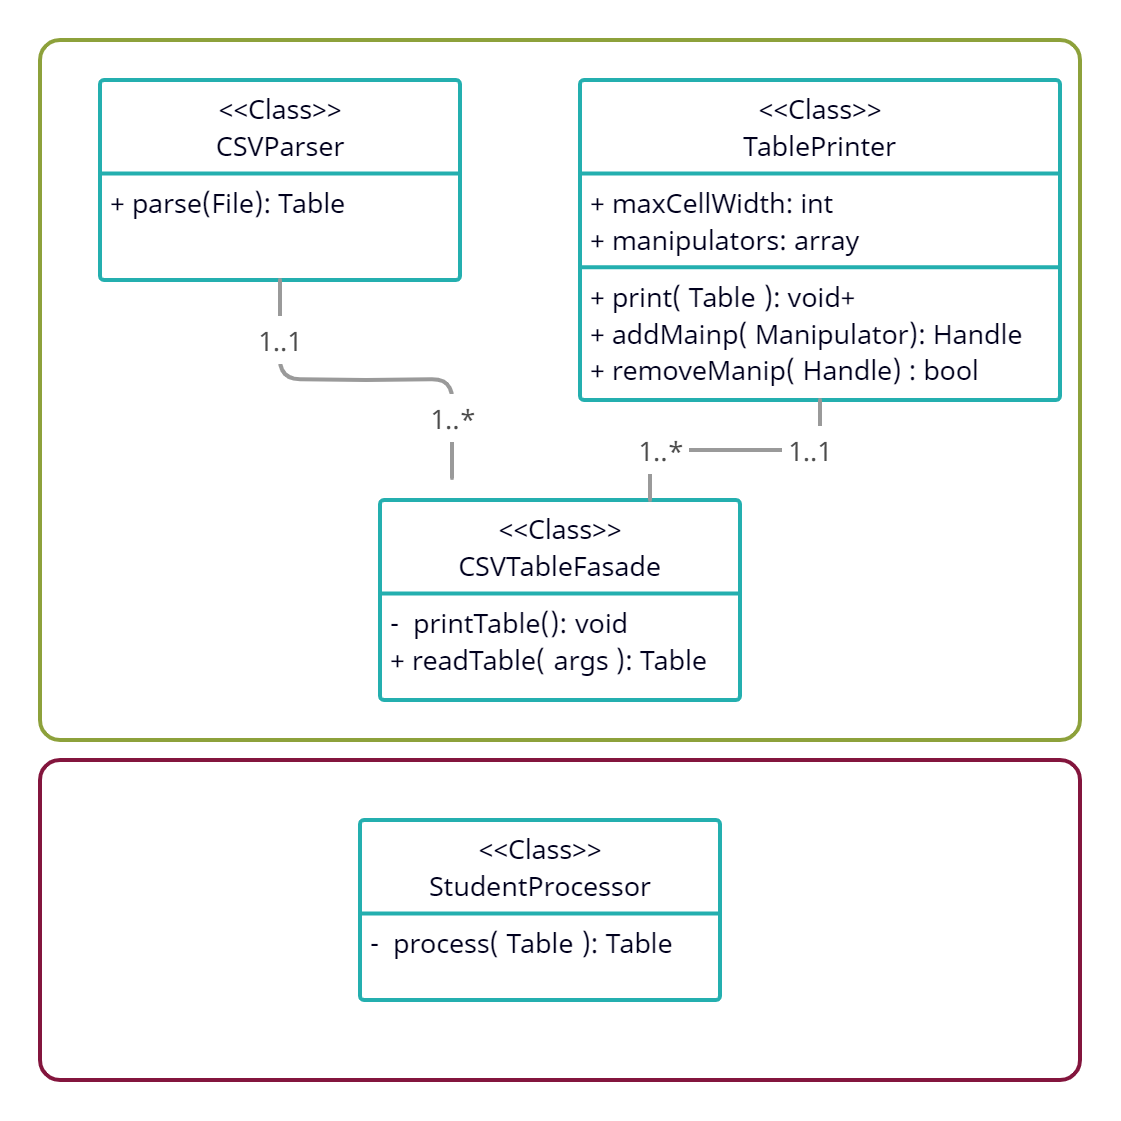 <<Class>>
CSVParser
+ parse(File): Table
<<Class>>
TablePrinter
+ maxCellWidth: int
+ manipulators: array
+ print( Table ): void+
+ addMainp( Manipulator): Handle
+ removeManip( Handle) : bool
1..1
1..*
1..*
1..1
<<Class>>
CSVTableFasade
-  printTable(): void
+ readTable( args ): Table
<<Class>>
StudentProcessor
-  process( Table ): Table